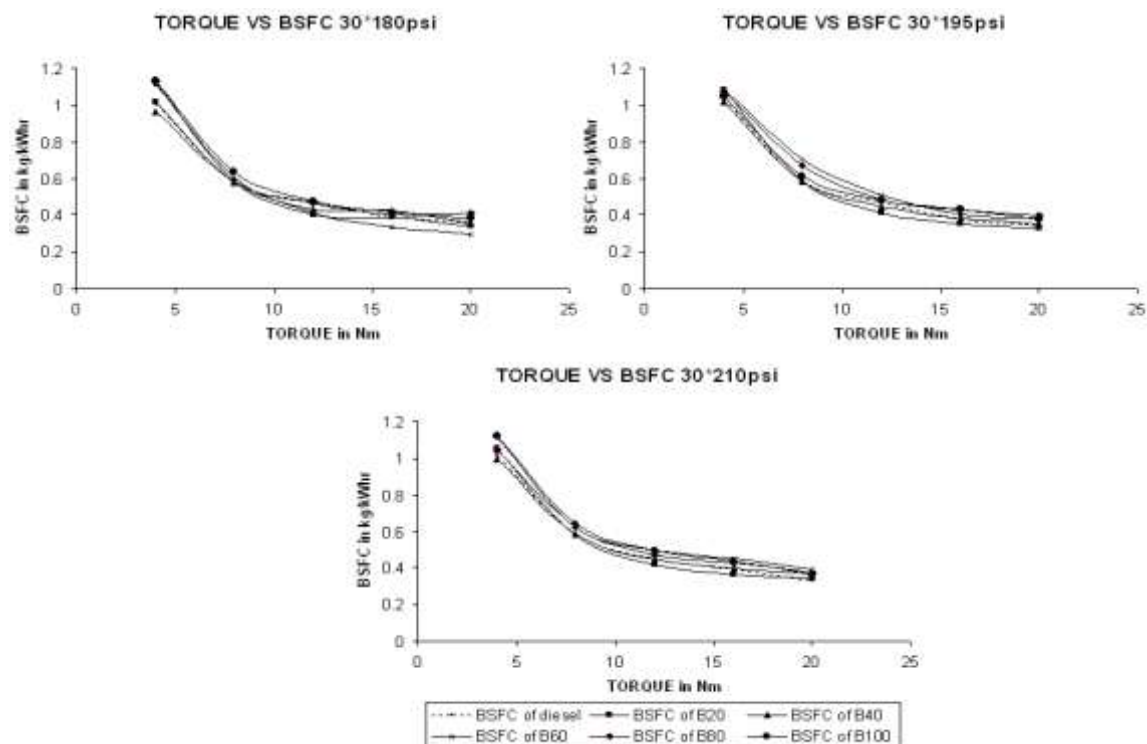 TORQUE VS BSFC 30*180psi
BSFC in kg/kWhr
1.2
1
0.8
0.6
0.4
0.2
0
0 5 10 15 20 25
TORQUE in Nm
TORQUE VS BSFC 30*195psi
BSFC in kg/kWhr
1.2
1
0.8
0.6
0.4
0.2
0
0 5 10 15 20 25
TORQUE in Nm
TORQUE VS BSFC 30*210psi
BSFC in kg/kWhr
1.2
1
0.8
0.6
0.4
0.2
0
0 5 10 15 20 25
TORQUE in Nm
BSFC of diesel BSFC of B20 BSFC of B40
BSFC of B60 BSFC of B80 BSFC of B100